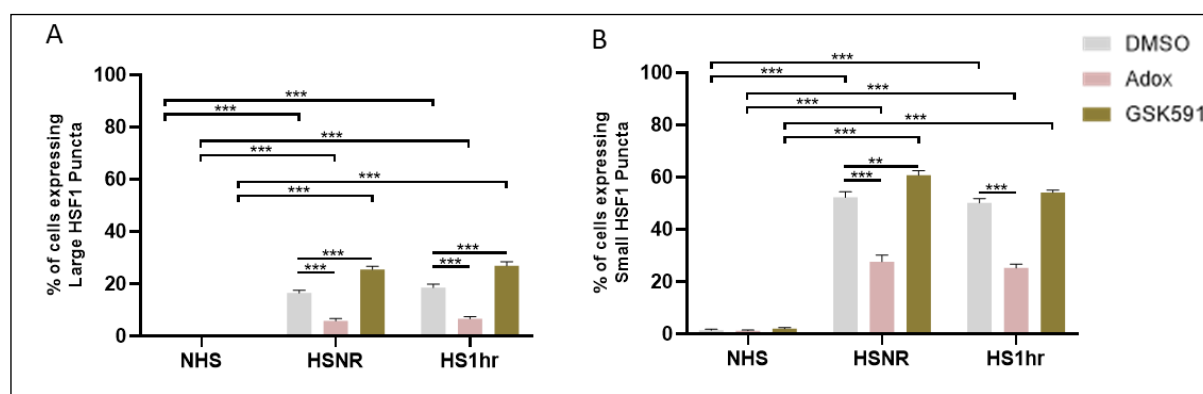 A
% of cells expressing
Large HSF1 Puncta
100
80
60
40
20
0
***
***
***
***
***
***
***
***
***
***
NHS
HSNR
HS1hr
B
% of cells expressing
Small HSF1 Puncta
100
80
60
40
20
0
***
***
***
***
***
***
**
***
***
NHS
HSNR
HS1hr
DMSO
Adox
GSK591